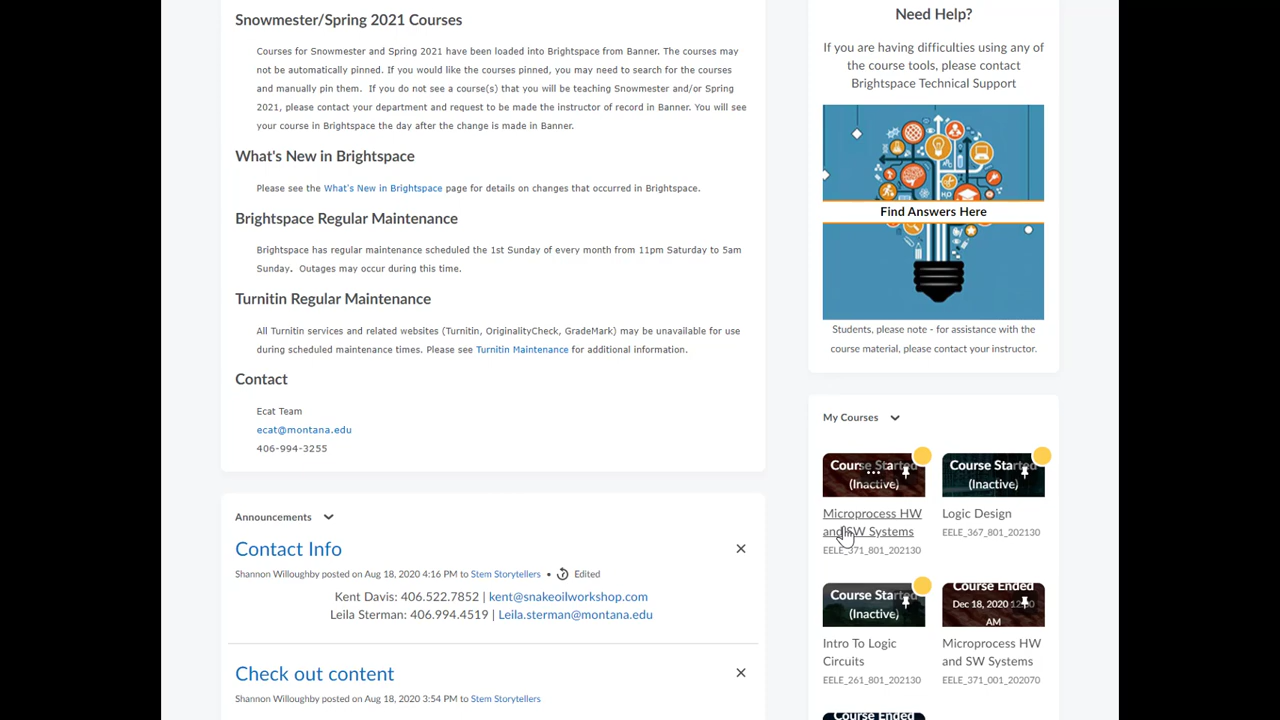 Snowmester/Spring 2021 Courses
Courses for Snowmester and Spring 2021 have been loaded into Brightspace from Banner. The courses may
not be automatically pinned. If you would like the courses pinned, you may need to search for the courses
and manually pin them. If you do not see a course(s) that you will be teaching Snowmester and/or Spring
2021, please contact your department and request to be made the instructor of record in Banner. You will see
your course in Brightspace the day after the change is made in Banner.
What's New in Brightspace
Please see the What's New in Brightspace page for details on changes that occurred in Brightspace.
Brightspace Regular Maintenance
Brightspace has regular maintenance scheduled the 1st Sunday of every month from 11pm Saturday to 5am
Sunday. Outages may occur during this time.
Turnitin Regular Maintenance
All Turnitin services and related websites (Turnitin, OriginalityCheck, GradeMark) may be unavailable for use
during scheduled maintenance times. Please see Turnitin Maintenance for additional information.
Contact
Ecat Team
ecat@montana.edu
406-994-3255
Announcements
Contact Info
Shannon Willoughby posted on Aug 18, 2020 4:16 PM to Stem Storytellers • Edited
Kent Davis: 406.522.7852 | kent@snakeoilworkshop.com
Leila Sterman: 406.994.4519 | Leila.sterman@montana.edu
Check out content
Shannon Willoughby posted on Aug 18, 2020 3:54 PM to Stem Storytellers
Need Help?
If you are having difficulties using any of
the course tools, please contact
Brightspace Technical Support
H₂O
Find Answers Here
Students, please note - for assistance with the
course material, please contact your instructor.
My Courses
Course Started
(Inactive)
Microprocess HW
and SW Systems
EELE_371_801_202130
Course Started
(Inactive)
Logic Design
EELE_367_801_202130
Course Started
(Inactive)
Intro To Logic
Circuits
EELE_261_801_202130
Course Ended
Dec 18, 2020 12:00
AM
Microprocess HW
and SW Systems
EELE_371_001_202070
Course Ended